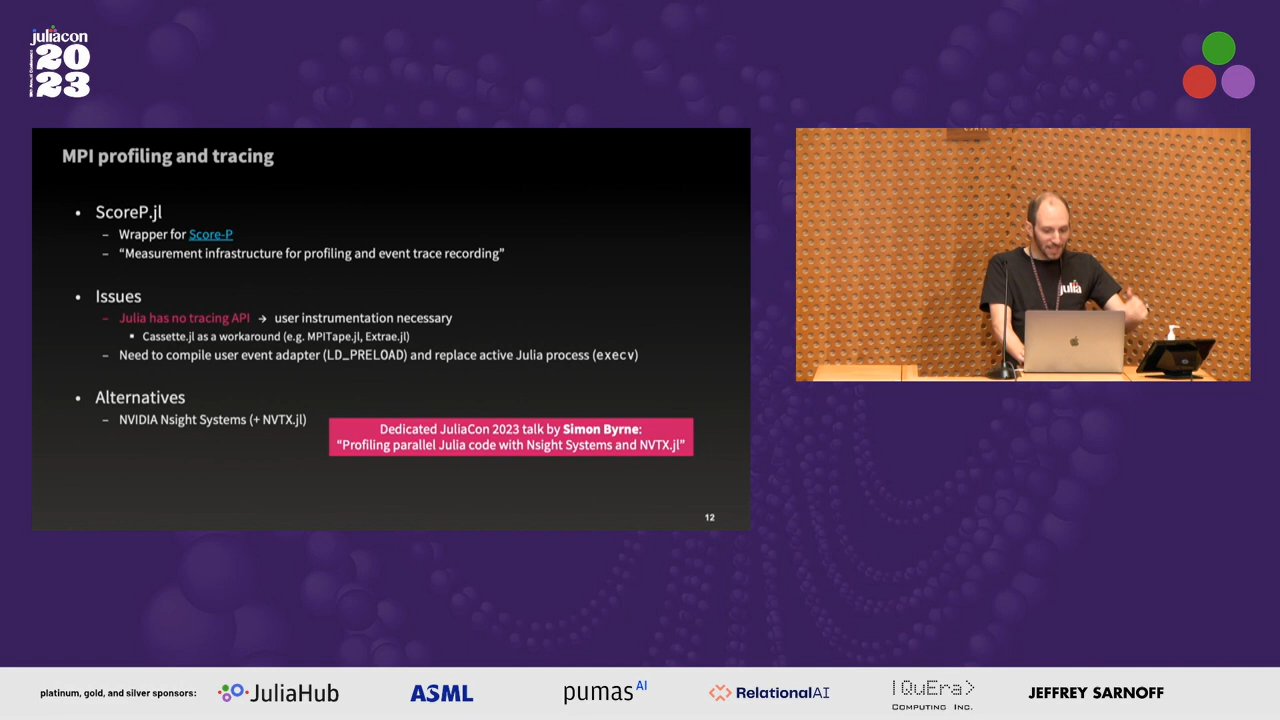 juliacon
20
23
MPI profiling and tracing
• ScoreP.jl
– Wrapper for Score-P
– “Measurement infrastructure for profiling and event trace recording”
• Issues
– Julia has no tracing API → user instrumentation necessary
▪ Cassette.jl as a workaround (e.g. MPITape.jl, Extrae.jl)
– Need to compile user event adapter (LD_PRELOAD) and replace active Julia process (execv)
• Alternatives
– NVIDIA Nsight Systems (+ NVTX.jl)
Dedicated JuliaCon 2023 talk by Simon Byrne:
“Profiling parallel Julia code with Nsight Systems and NVTX.jl”
12
julia
platinum, gold, and silver sponsors:
JuliaHub
ASML
pumas AI
RelationalAI
|QuEra>
Computing Inc.
JEFFREY SARNOFF